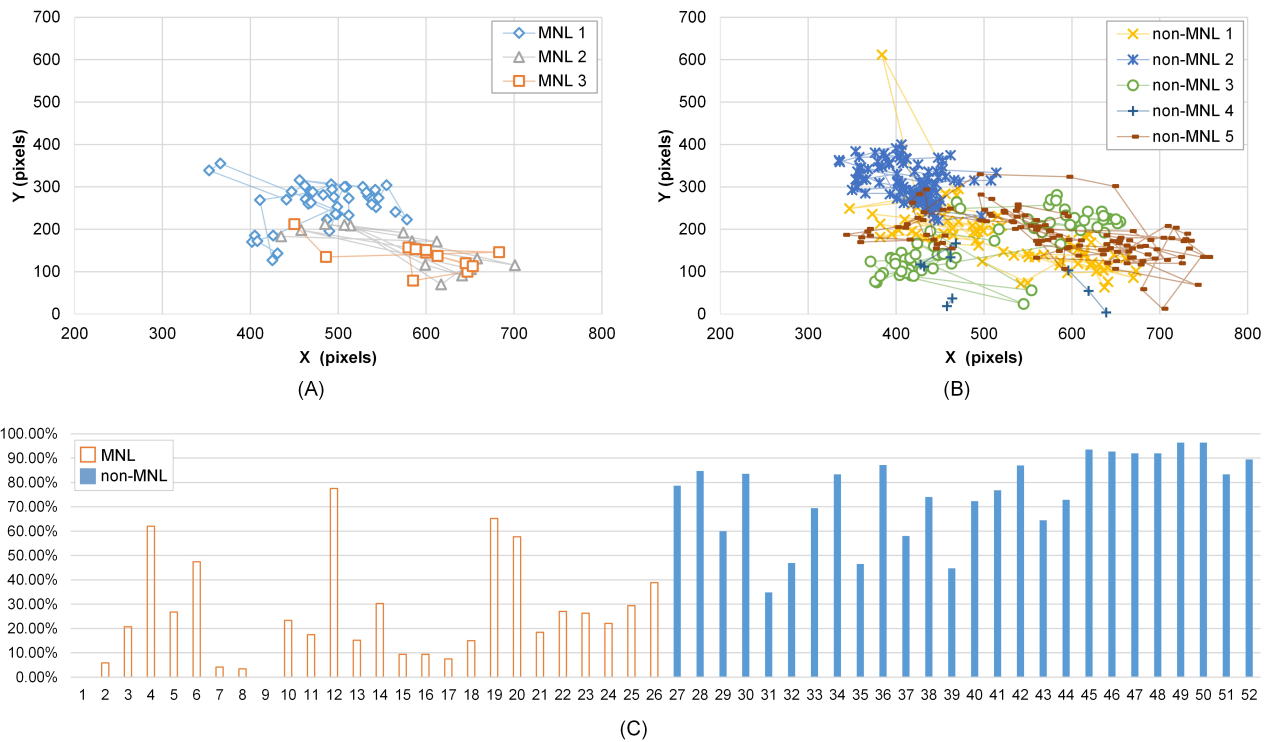 700
600
500
400
300
200
100
0
Y (pixels)
200 300 400 500 600 700 800
X (pixels)
MNL 1
MNL 2
MNL 3
(A)
700
600
500
400
300
200
100
0
Y (pixels)
200 300 400 500 600 700 800
X (pixels)
non-MNL 1
non-MNL 2
non-MNL 3
non-MNL 4
non-MNL 5
(B)
100.00%
90.00%
80.00%
70.00%
60.00%
50.00%
40.00%
30.00%
20.00%
10.00%
0.00%
MNL
non-MNL
1 2 3 4 5 6 7 8 9 10 11 12 13 14 15 16 17 18 19 20 21 22 23 24 25 26 27 28 29 30 31 32 33 34 35 36 37 38 39 40 41 42 43 44 45 46 47 48 49 50 51 52
(C)